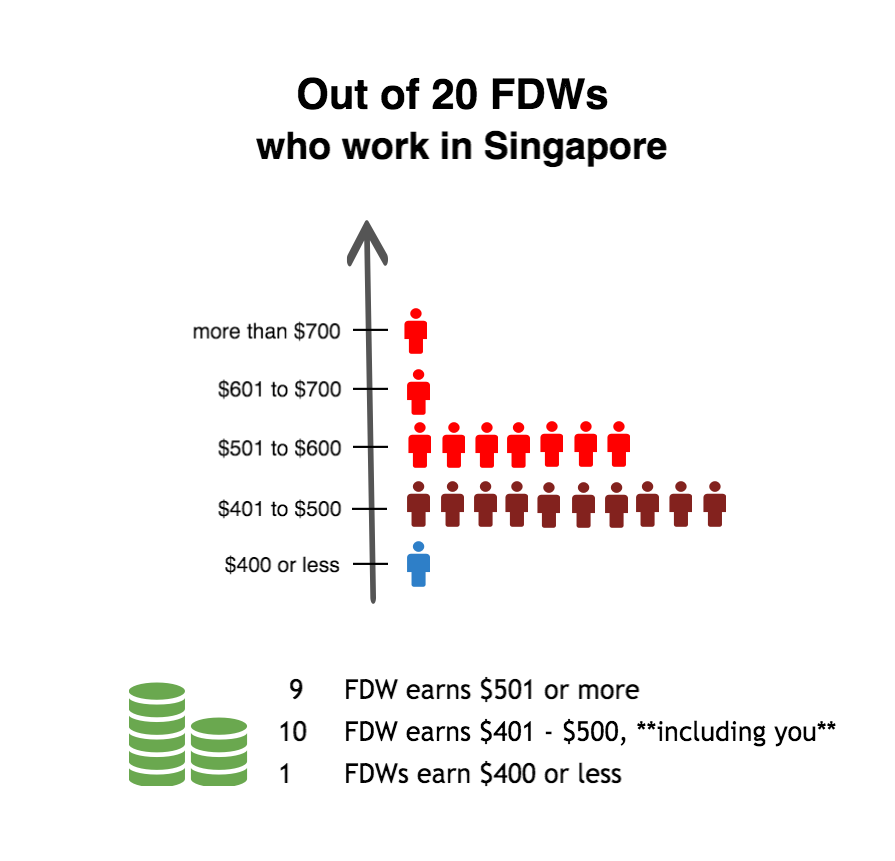 Out of 20 FDWs
who work in Singapore
more than $700
$601 to $700
$501 to $600
$401 to $500
$400 or less
9 FDW earns $501 or more
10 FDW earns $401 - $500, **including you**
1 FDWs earn $400 or less